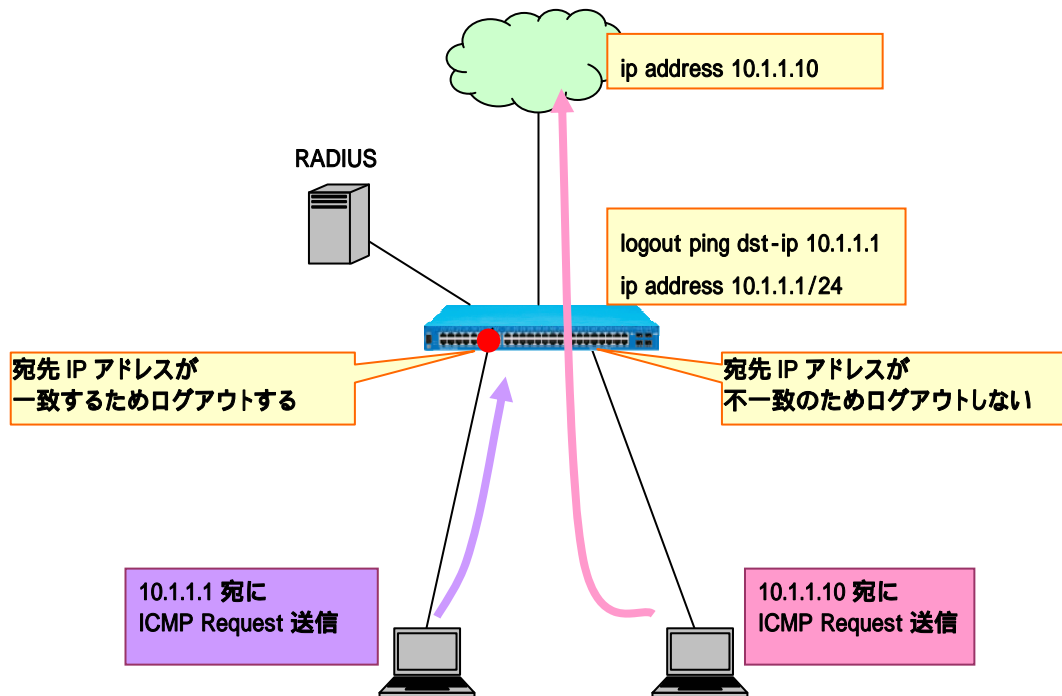 ip address 10.1.1.10
RADIUS
logout ping dst-ip 10.1.1.1
ip address 10.1.1.1/24
宛先 IP アドレスが
一致するためログアウトする
宛先 IP アドレスが
不一致のためログアウトしない
10.1.1.1 宛に
ICMP Request 送信
10.1.1.10 宛に
ICMP Request 送信